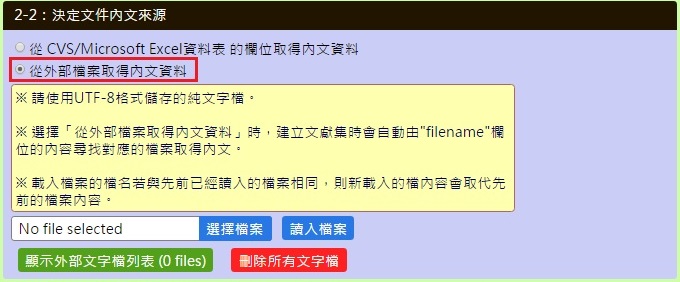 2-2：決定文件內文來源
從 CVS/Microsoft Excel資料表 的欄位取得內文資料
從外部檔案取得內文資料
※ 請使用UTF-8格式儲存的純文字檔。
※ 選擇「從外部檔案取得內文資料」時，建立文獻集時會自動由"filename"欄
位的內容尋找對應的檔案取得內文。
※ 載入檔案的檔名若與先前已經讀入的檔案相同，則新載入的檔內容會取代先
前的檔案內容。
No file selected 選擇檔案 讀入檔案
顯示外部文字檔列表 (0 files) 刪除所有文字檔